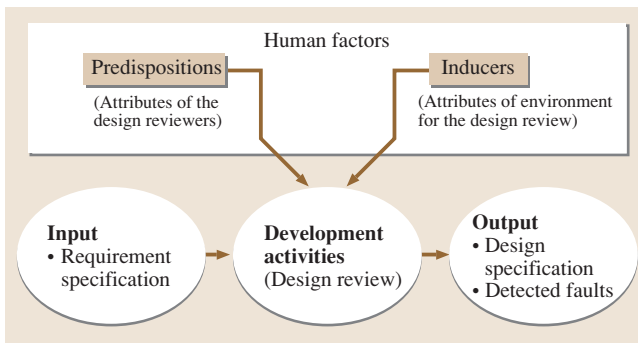 Human factors
Predispositions
(Attributes of the
design reviewers)
Inducers
(Attributes of environment
for the design review)
Input
• Requirement
specification
Development
activities
(Design review)
Output
• Design
specification
• Detected faults